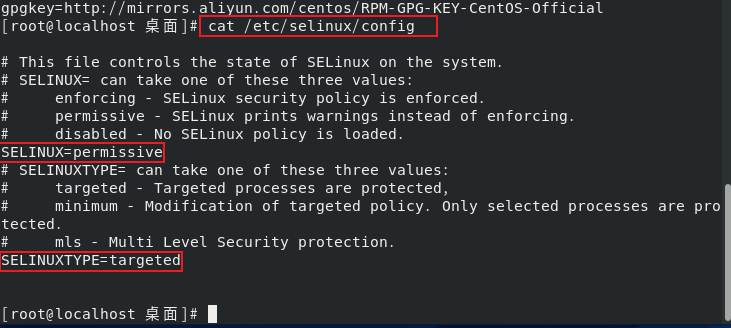 gpgkey=http://mirrors.aliyun.com/centos/RPM-GPG-KEY-CentOS-Official
[root@localhost 桌面]# cat /etc/selinux/config
# This file controls the state of SELinux on the system.
# SELINUX= can take one of these three values:
#     enforcing - SELinux security policy is enforced.
#     permissive - SELinux prints warnings instead of enforcing.
#     disabled - No SELinux policy is loaded.
SELINUX=permissive
# SELINUXTYPE= can take one of these three values:
#     targeted - Targeted processes are protected,
#     minimum - Modification of targeted policy. Only selected processes are pro
tected.
#     mls - Multi Level Security protection.
SELINUXTYPE=targeted
[root@localhost 桌面]#